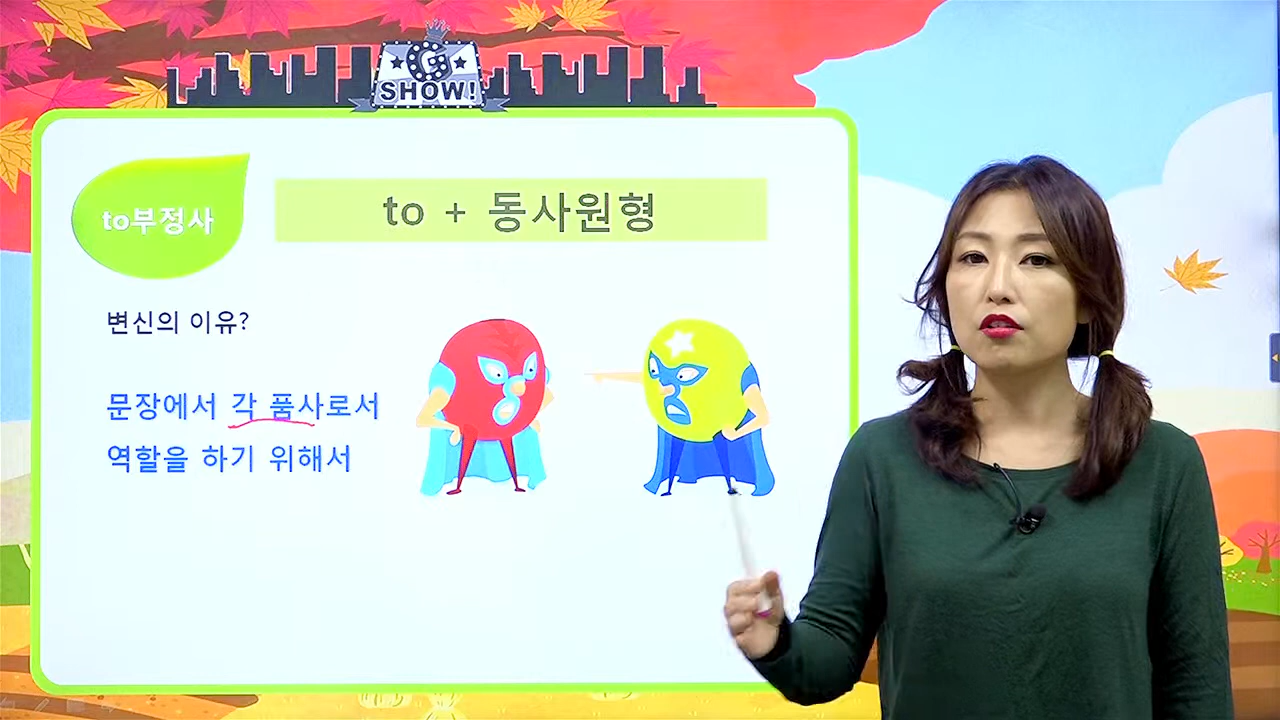 G
SHOW!
to부정사
to + 동사원형
변신의 이유?
문장에서 각 품사로서
역할을 하기 위해서